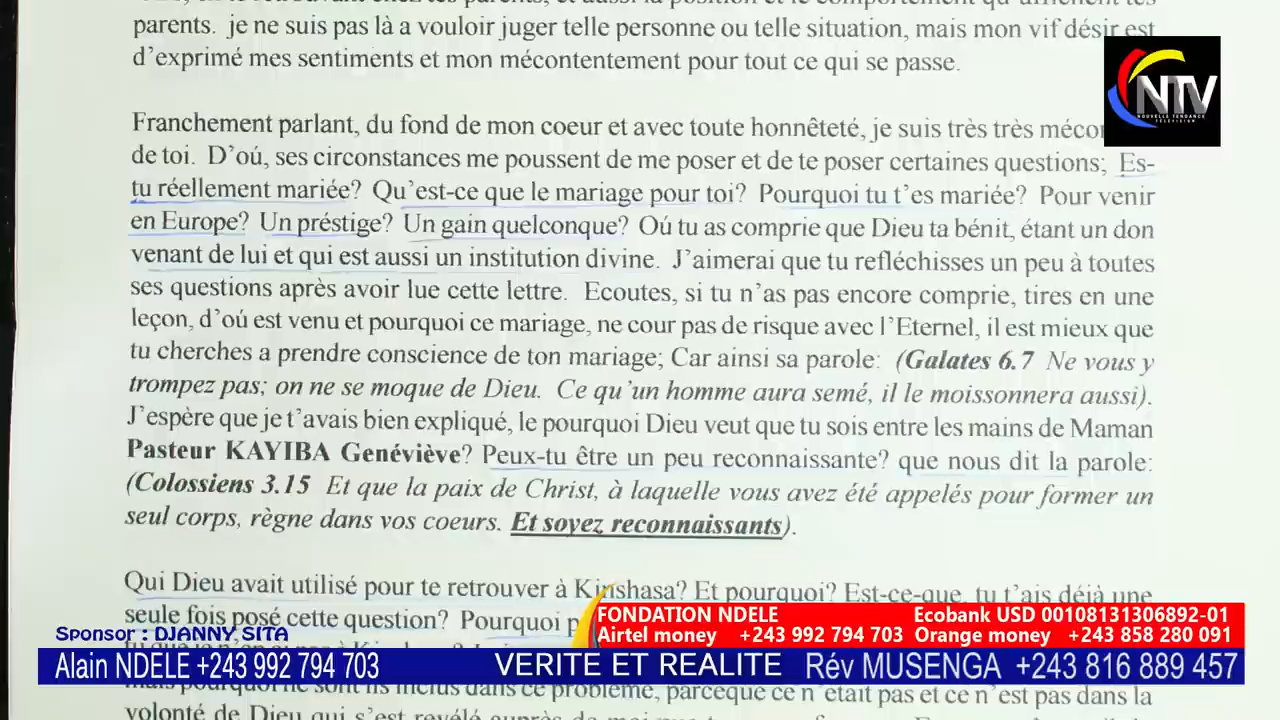 parents. je ne suis pas là a vouloir juger telle personne ou telle situation, mais mon vif désir est
d'exprimé mes sentiments et mon mécontentement pour tout ce qui se passe.
Franchement parlant, du fond de mon coeur et avec toute honnêteté, je suis très très
de toi. D'oú, ses circonstances me poussent de me poser et de te poser certaines questions; Es-
tu réellement mariée? Qu'est-ce que le mariage pour toi? Pourquoi tu t'es mariée? Pour venir
en Europe? Un préstige? Un gain quelconque? Oú tu as comprie que Dieu ta bénit, étant un don
venant de lui et qui est aussi un institution divine. J'aimerai que tu refléchisses un peu à toutes
ses questions après avoir lue cette lettre. Ecoutes, si tu n'as pas encore comprie, tires en une
leçon, d'oú est venu et pourquoi ce mariage, ne cour pas de risque avec l'Eternel, il est mieux que
tu cherches a prendre conscience de ton mariage; Car ainsi sa parole: (Galates 6.7 Ne vous y
trompez pas; on ne se moque de Dieu. Ce qu'un homme aura semé, il le moissonnera aussi).
J'espère que je t'avais bien expliqué, le pourquoi Dieu veut que tu sois entre les mains de Maman
Pasteur KAYIBA Genéviève? Peux-tu être un peu reconnaissante? que nous dit la parole:
(Colossiens 3.15 Et que la paix de Christ, à laquelle vous avez été appelés pour former un
seul corps, règne dans vos coeurs. Et soyez reconnaissants).
Qui Dieu avait utilisé pour te retrouver à Kinshasa? Et pourquoi? Est-ce-que, tu t'ais déjà une
seule fois posé cette question? Pourquoi
mais pourquoi ne sont ils inclus dans ce problème, parceque ce n'était pas et ce n'est pas dans la
volonté de Dieu qui s'est
NTV
NOUVELLE TENDANCE
TÉLÉVISION
FONDATION NDELE Ecobank USD 00108131306892-01
Airtel money +243 992 794 703 Orange money +243 858 280 091
Sponsor : DJANNY SITA
Alain NDELE +243 992 794 703 VERITE ET REALITE Rév MUSENGA +243 816 889 457